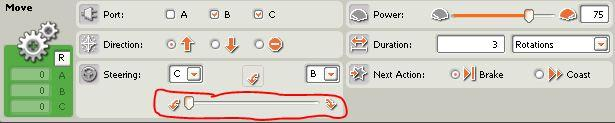 Move
Port: A B C
Power: 75
Direction:
Duration: 3 Rotations
Steering: C B
Next Action: Brake Coast
R
0 A
0 B
0 C